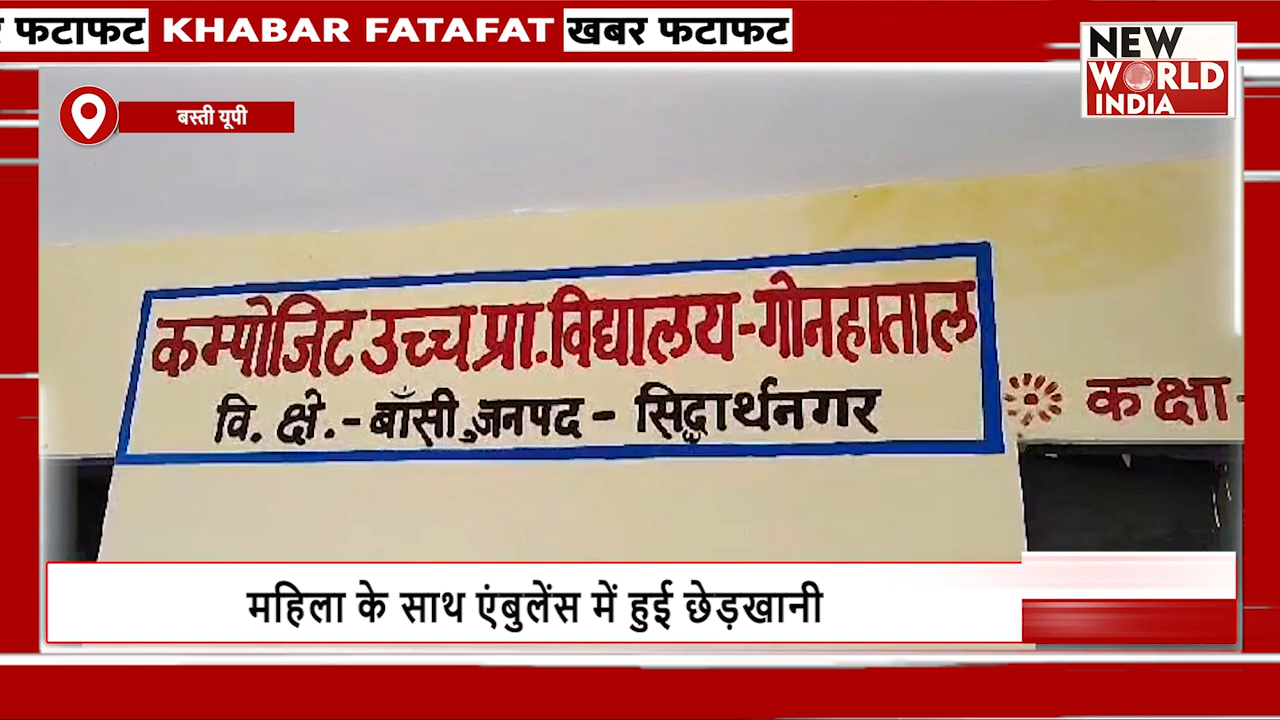 र फटाफट KHABAR FATAFAT खबर फटाफट
NEW
WORLD
INDIA
बस्ती यूपी
कम्पोजिट उच्च प्रा. विद्यालय-गोनहाताल
वि. क्षे.-बाँसी, जनपद - सिद्धार्थनगर
कक्षा-
महिला के साथ एंबुलेंस में हुई छेड़खानी